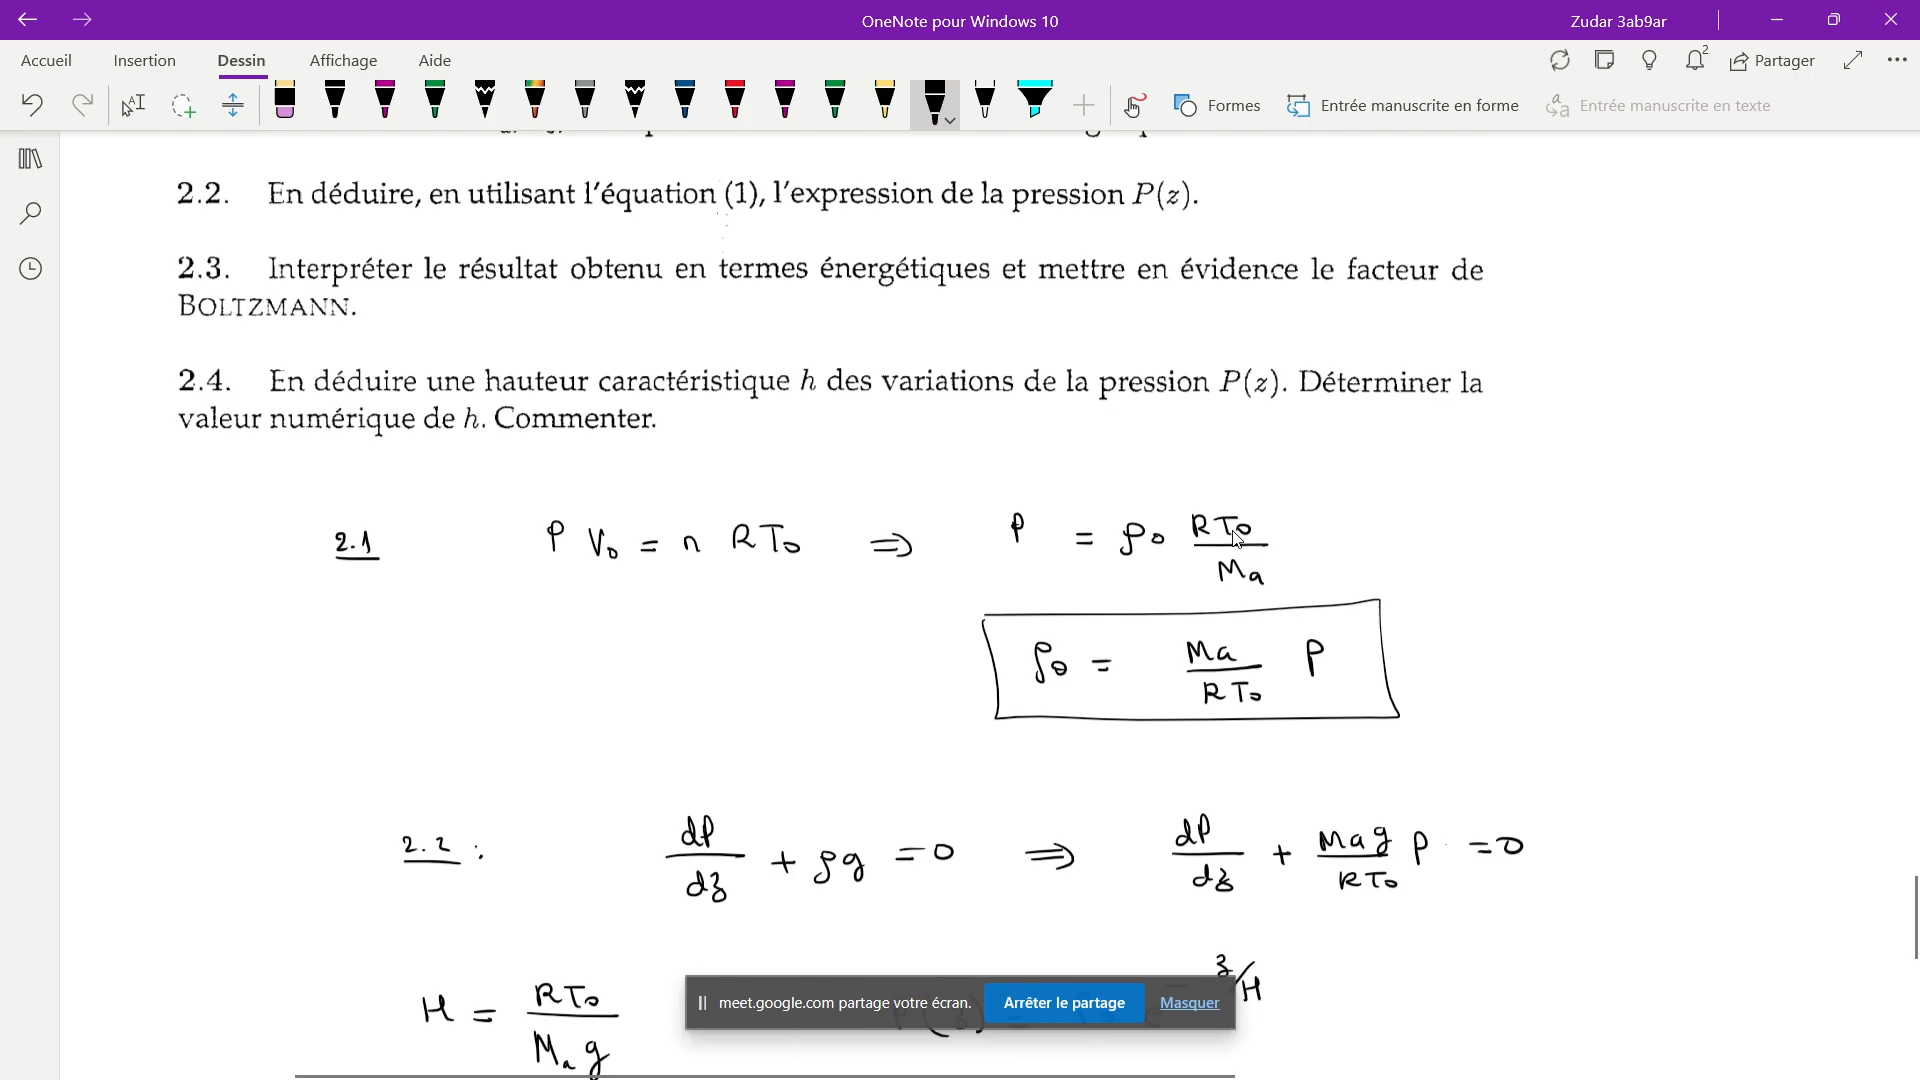 OneNote pour Windows 10
Zudar 3ab9ar
Accueil Insertion Dessin Affichage Aide
2
Partager
Formes Entrée manuscrite en forme Entrée manuscrite en texte
2.2. En déduire, en utilisant l'équation (1), l'expression de la pression P(z).
2.3. Interpréter le résultat obtenu en termes énergétiques et mettre en évidence le facteur de
BOLTZMANN.
2.4. En déduire une hauteur caractéristique h des variations de la pression P(z). Déterminer la
valeur numérique de h. Commenter.
2.1 P V₀ = n RT₀ ⇒ P = ρ₀ RT₀/Ma
ρ₀ = Ma/RT₀ P
2.2 : dP/dz + ρg = 0 ⇒ dP/dz + Mag/RT₀ P = 0
H = RT₀/Ma g
z/H
meet.google.com partage votre écran. Arrêter le partage Masquer